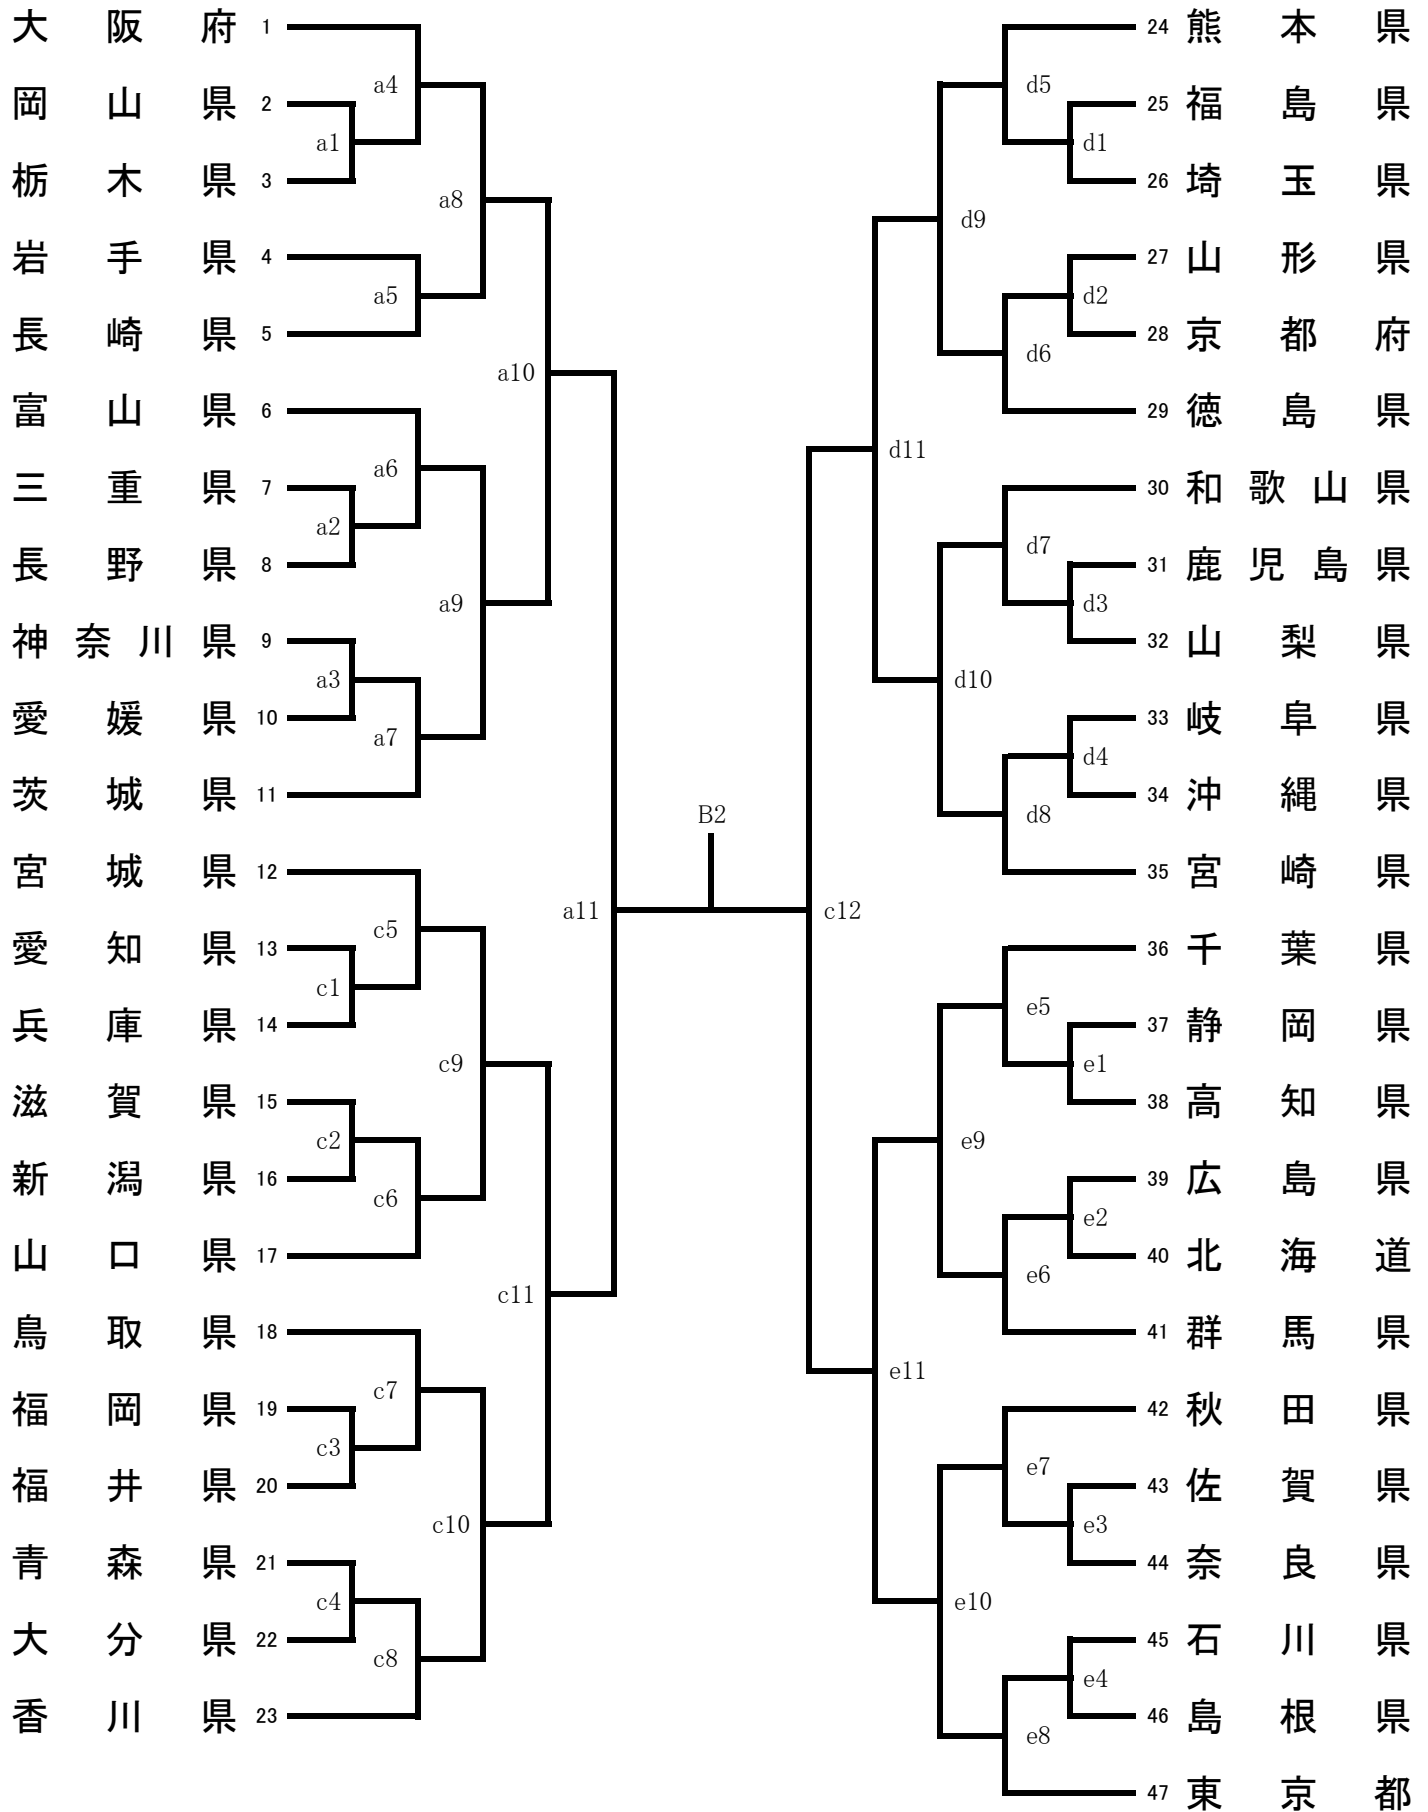 大阪府 1
a4
岡山県 2
a1
栃木県 3
a8
岩手県 4
a5
長崎県 5
a10
富山県 6
a6
三重県 7
a2
長野県 8
a9
神奈川県 9
a3
愛媛県 10
a7
茨城県 11
宮城県 12
a11
c5
愛知県 13
c1
兵庫県 14
c9
滋賀県 15
c2
新潟県 16
c6
山口県 17
c11
鳥取県 18
c7
福岡県 19
c3
福井県 20
c10
青森県 21
c4
大分県 22
c8
香川県 23
B2
24 熊本県
d5
25 福島県
d1
26 埼玉県
d9
27 山形県
d2
28 京都府
d6
29 徳島県
d11
30 和歌山県
d7
31 鹿児島県
d3
32 山梨県
d10
33 岐阜県
d4
34 沖縄県
d8
35 宮崎県
c12
36 千葉県
e5
37 静岡県
e1
38 高知県
e9
39 広島県
e2
40 北海道
e6
41 群馬県
e11
42 秋田県
e7
43 佐賀県
e3
44 奈良県
e10
45 石川県
e4
46 島根県
e8
47 東京都